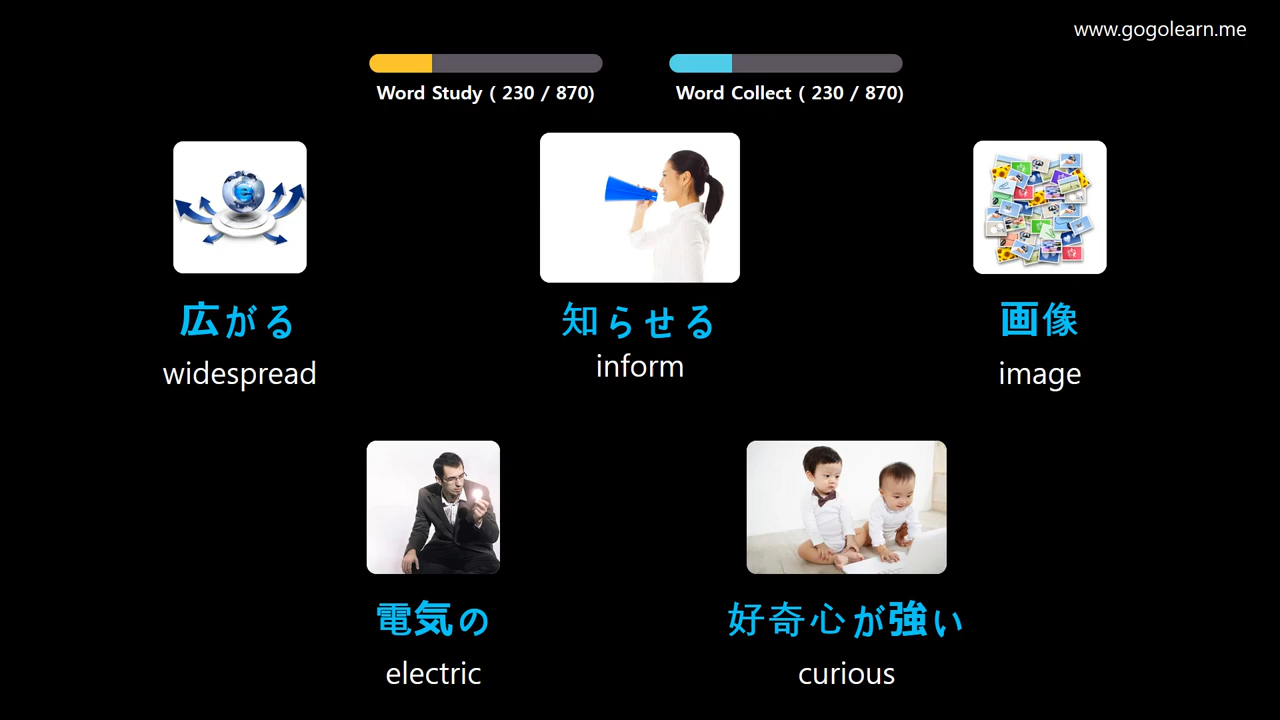 www.gogolearn.me
Word Study ( 230 / 870)
Word Collect ( 230 / 870)
広がる
widespread
知らせる
inform
画像
image
電気の
electric
好奇心が強い
curious